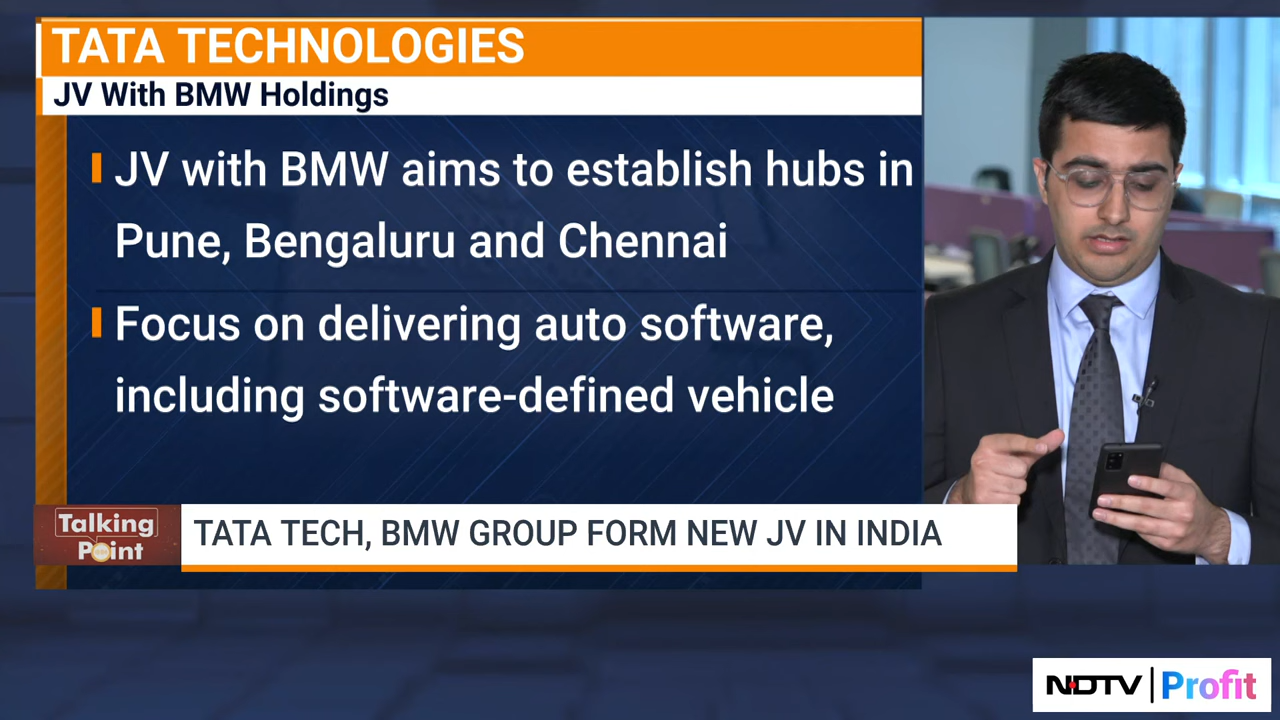 TATA TECHNOLOGIES
JV With BMW Holdings
JV with BMW aims to establish hubs in
Pune, Bengaluru and Chennai
Focus on delivering auto software,
including software-defined vehicle
Talking
Point
TATA TECH, BMW GROUP FORM NEW JV IN INDIA
NDTV Profit